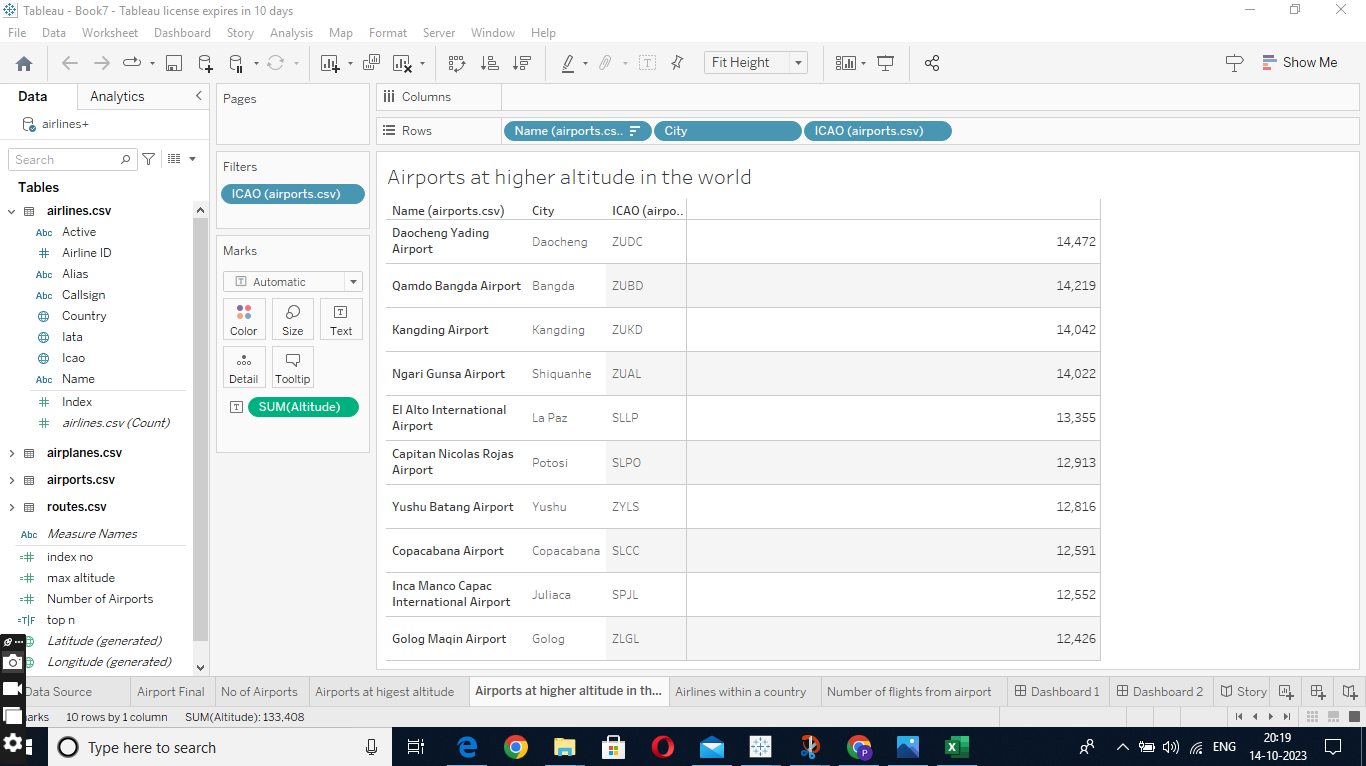 Tableau - Book7 - Tableau license expires in 10 days
File Data Worksheet Dashboard Story Analysis Map Format Server Window Help
Fit Height
Show Me
Data Analytics
airlines+
Search
Tables
airlines.csv
Abc Active
Airline ID
Abc Alias
Abc Callsign
Country
Iata
Icao
Abc Name
Index
airlines.csv (Count)
airplanes.csv
airports.csv
routes.csv
Abc Measure Names
index no
max altitude
Number of Airports
=T|F top n
Latitude (generated)
Longitude (generated)
Pages
Filters
ICAO (airports.csv)
Marks
Automatic
Color Size Text
Detail Tooltip
SUM(Altitude)
Columns
Rows Name (airports.cs.. City ICAO (airports.csv)
Airports at higher altitude in the world
Name (airports.csv) City ICAO (airpo..
Daocheng Yading
Airport Daocheng ZUDC 14,472
Qamdo Bangda Airport Bangda ZUBD 14,219
Kangding Airport Kangding ZUKD 14,042
Ngari Gunsa Airport Shiquanhe ZUAL 14,022
El Alto International
Airport La Paz SLLP 13,355
Capitan Nicolas Rojas
Airport Potosi SLPO 12,913
Yushu Batang Airport Yushu ZYLS 12,816
Copacabana Airport Copacabana SLCC 12,591
Inca Manco Capac
International Airport Juliaca SPJL 12,552
Golog Maqin Airport Golog ZLGL 12,426
Data Source Airport Final No of Airports Airports at higest altitude Airports at higher altitude in th... Airlines within a country Number of flights from airport Dashboard 1 Dashboard 2 Story
arks 10 rows by 1 column SUM(Altitude): 133,408
Type here to search
ENG
20:19
14-10-2023